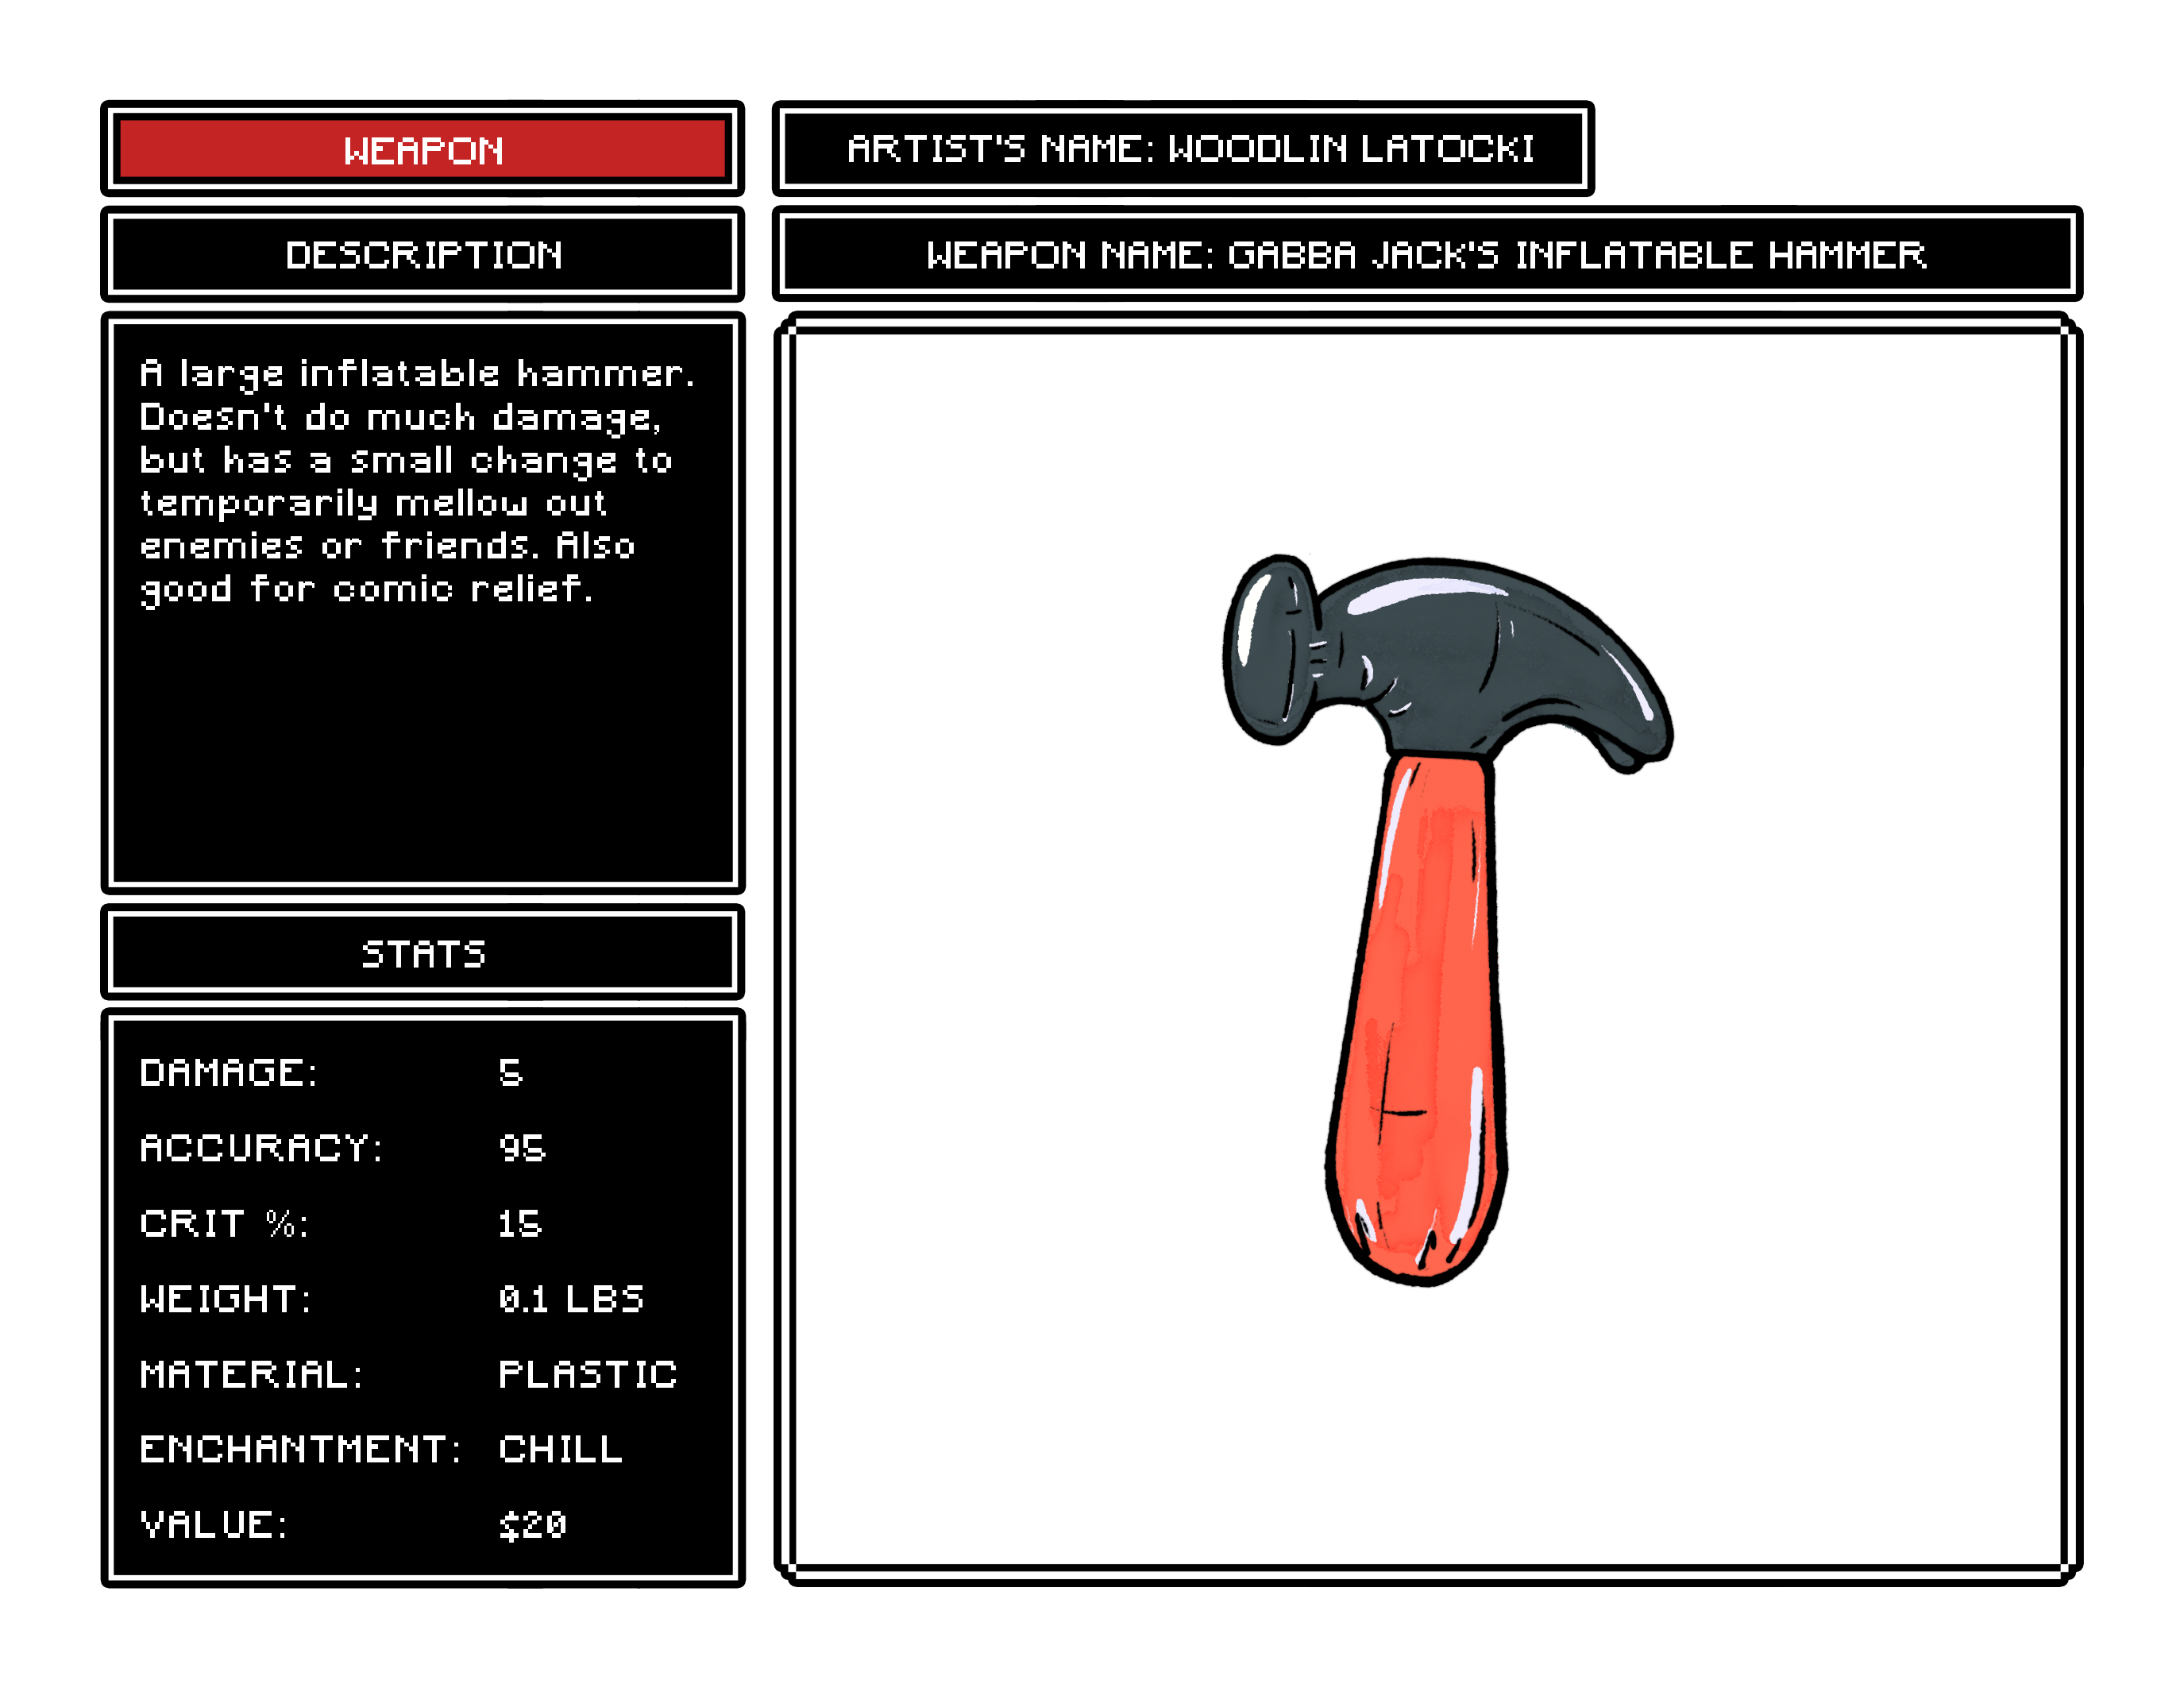 WEAPON
ARTIST'S NAME: WOODLIN LATOCKI
DESCRIPTION
WEAPON NAME: GABBA JACK'S INFLATABLE HAMMER
A large inflatable hammer.
Doesn't do much damage,
but has a small change to
temporarily mellow out
enemies or friends. Also
good for comic relief.
STATS
DAMAGE: 5
ACCURACY: 95
CRIT %: 15
WEIGHT: 0.1 LBS
MATERIAL: PLASTIC
ENCHANTMENT: CHILL
VALUE: $20